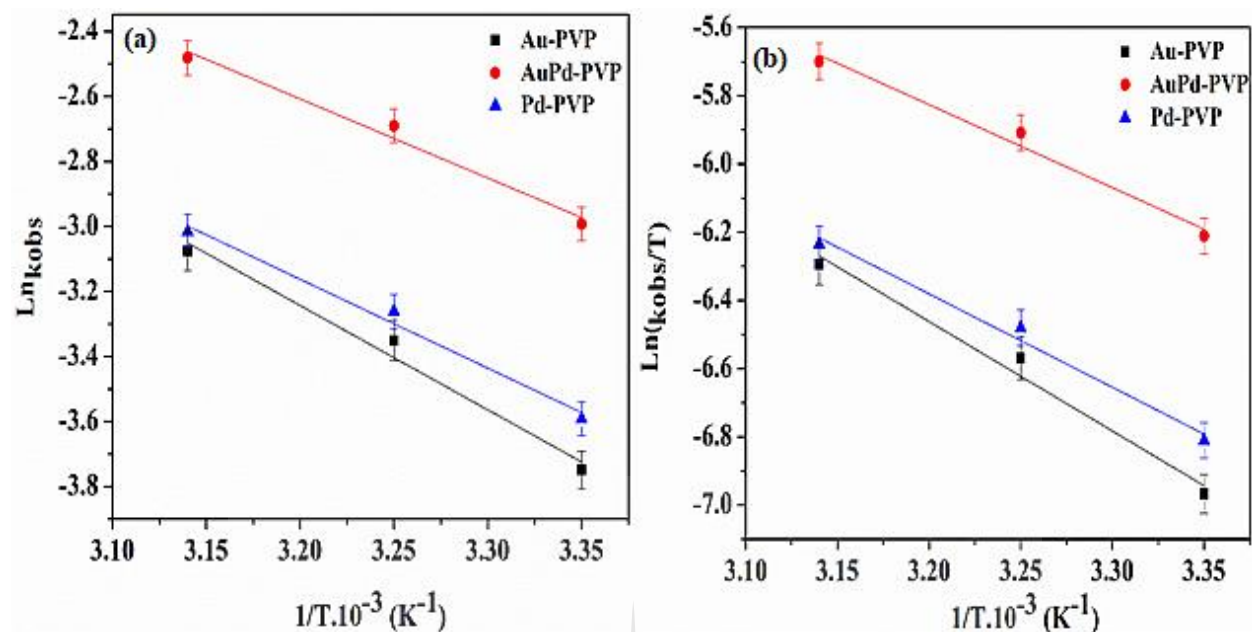 (a)
Au-PVP
AuPd-PVP
Pd-PVP
Ln kobs
-2.4
-2.6
-2.8
-3.0
-3.2
-3.4
-3.6
-3.8
3.10 3.15 3.20 3.25 3.30 3.35
1/T.10-3 (K-1)
(b)
Au-PVP
AuPd-PVP
Pd-PVP
Ln(kobs/T)
-5.6
-5.8
-6.0
-6.2
-6.4
-6.6
-6.8
-7.0
3.10 3.15 3.20 3.25 3.30 3.35
1/T.10-3 (K-1)